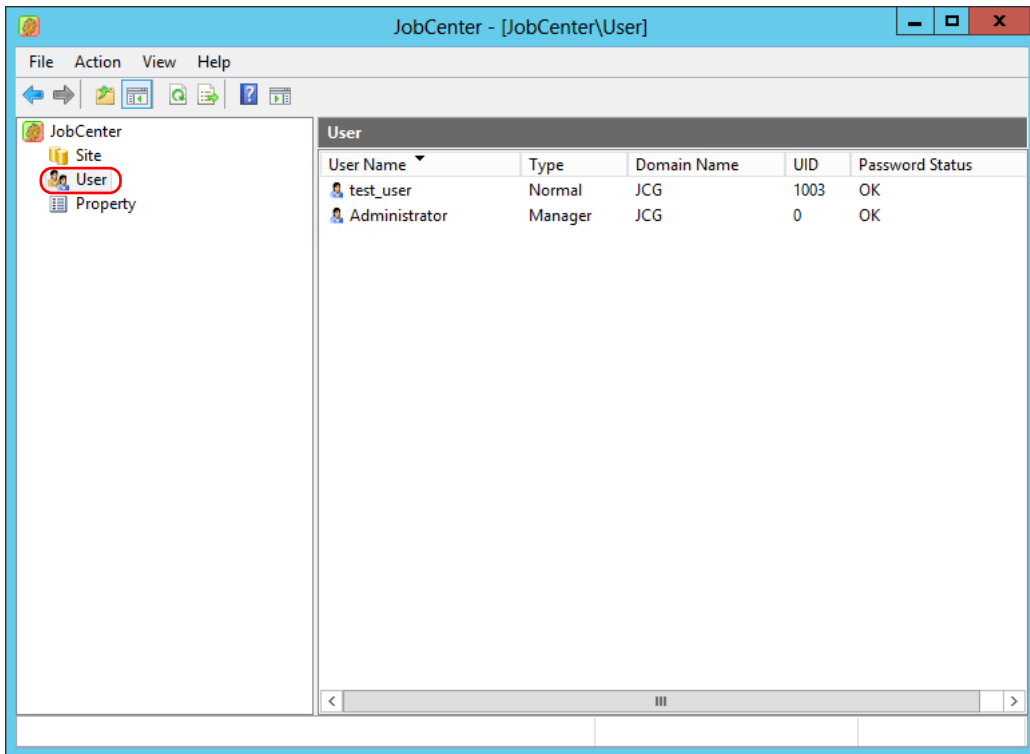 JobCenter - [JobCenter\User]
File Action View Help
JobCenter
Site
User
Property
User
User Name Type Domain Name UID Password Status
test_user Normal JCG 1003 OK
Administrator Manager JCG 0 OK